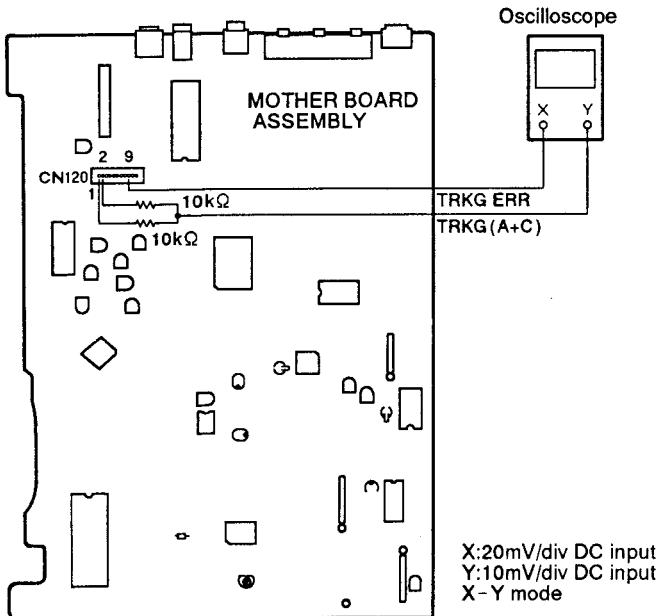 Oscilloscope
X Y
MOTHER BOARD
ASSEMBLY
2 9
CN120
1
10kΩ
10kΩ
TRKG ERR
TRKG(A+C)
X:20mV/div DC input
Y:10mV/div DC input
X-Y mode